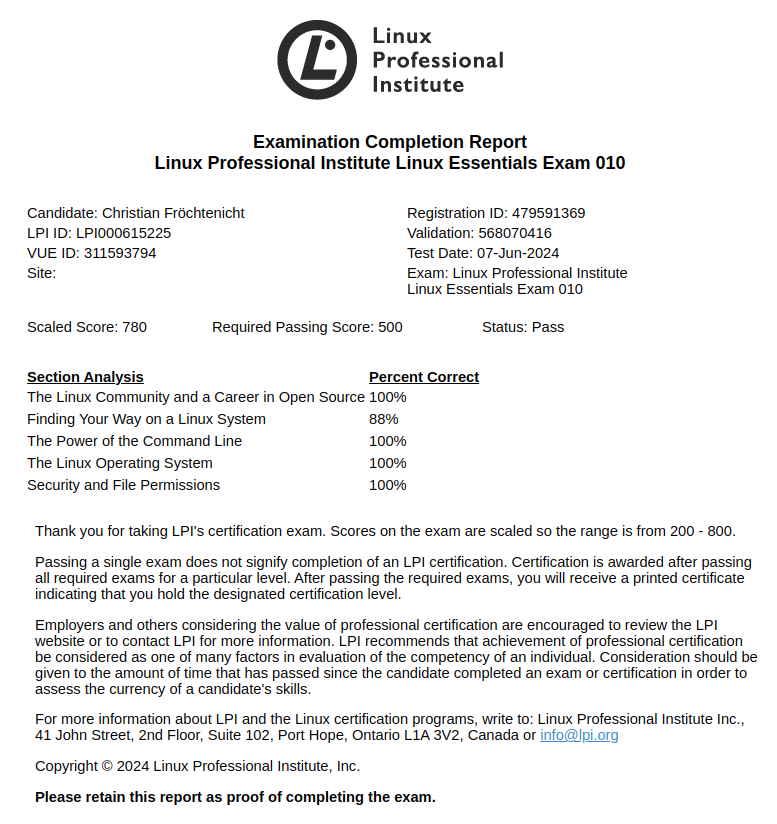 Linux
Professional
Institute
Examination Completion Report
Linux Professional Institute Linux Essentials Exam 010
Candidate: Christian Fröchtenicht
Registration ID: 479591369
LPI ID: LPI000615225
Validation: 568070416
VUE ID: 311593794
Test Date: 07-Jun-2024
Site:
Exam: Linux Professional Institute
Linux Essentials Exam 010
Scaled Score: 780 Required Passing Score: 500 Status: Pass
Section Analysis Percent Correct
The Linux Community and a Career in Open Source 100%
Finding Your Way on a Linux System 88%
The Power of the Command Line 100%
The Linux Operating System 100%
Security and File Permissions 100%
Thank you for taking LPI's certification exam. Scores on the exam are scaled so the range is from 200 - 800.
Passing a single exam does not signify completion of an LPI certification. Certification is awarded after passing
all required exams for a particular level. After passing the required exams, you will receive a printed certificate
indicating that you hold the designated certification level.
Employers and others considering the value of professional certification are encouraged to review the LPI
website or to contact LPI for more information. LPI recommends that achievement of professional certification
be considered as one of many factors in evaluation of the competency of an individual. Consideration should be
given to the amount of time that has passed since the candidate completed an exam or certification in order to
assess the currency of a candidate's skills.
For more information about LPI and the Linux certification programs, write to: Linux Professional Institute Inc.,
41 John Street, 2nd Floor, Suite 102, Port Hope, Ontario L1A 3V2, Canada or info@lpi.org
Copyright © 2024 Linux Professional Institute, Inc.
Please retain this report as proof of completing the exam.